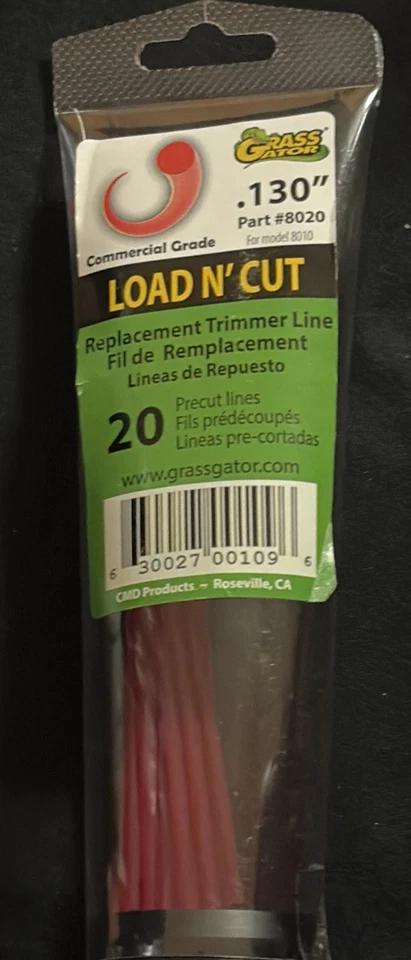 GRASS
GATOR
.130”
Part #8020
For model 8010
Commercial Grade
LOAD N’ CUT
Replacement Trimmer Line
Fil de Remplacement
Lineas de Repuesto
20
Precut lines
Fils prédécoupés
Lineas pre-cortadas
www.grassgator.com
6 30027 00109 6
CMD Products ~ Roseville, CA